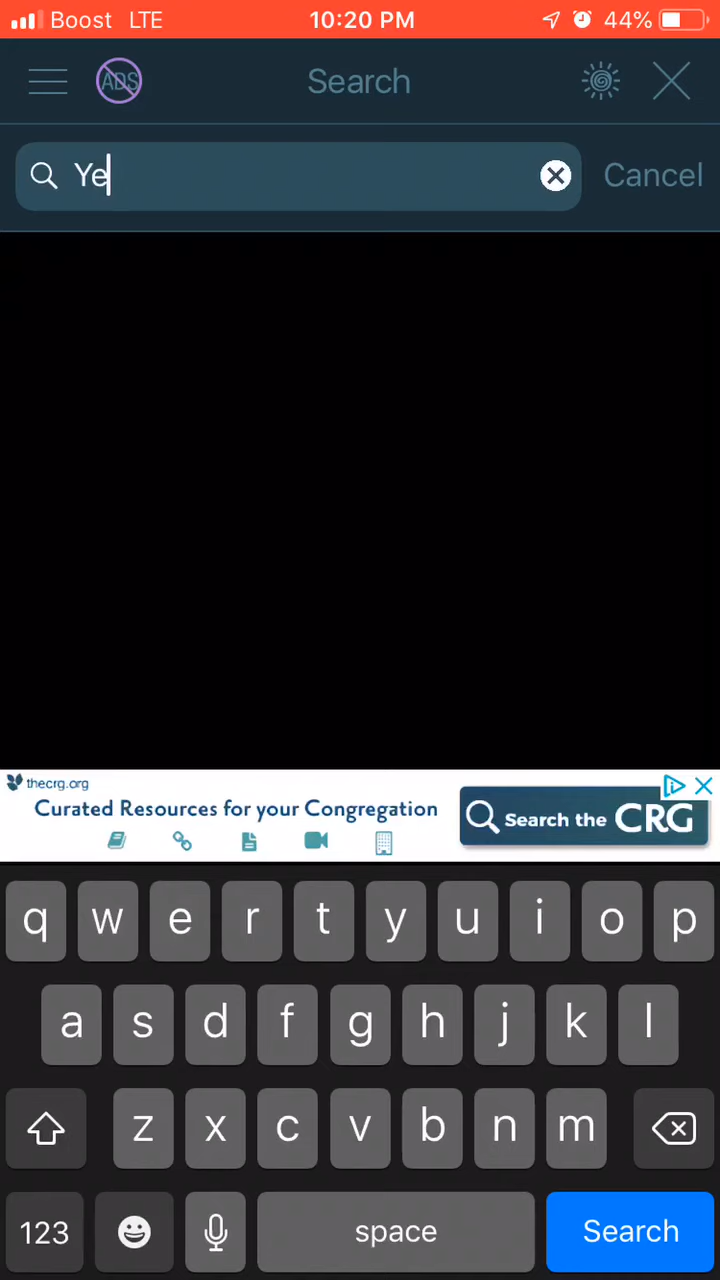 Boost LTE 10:20 PM 44%
ADS Search
Ye Cancel
thecrg.org
Curated Resources for your Congregation
Search the CRG
q w e r t y u i o p
a s d f g h j k l
z x c v b n m
123 space Search